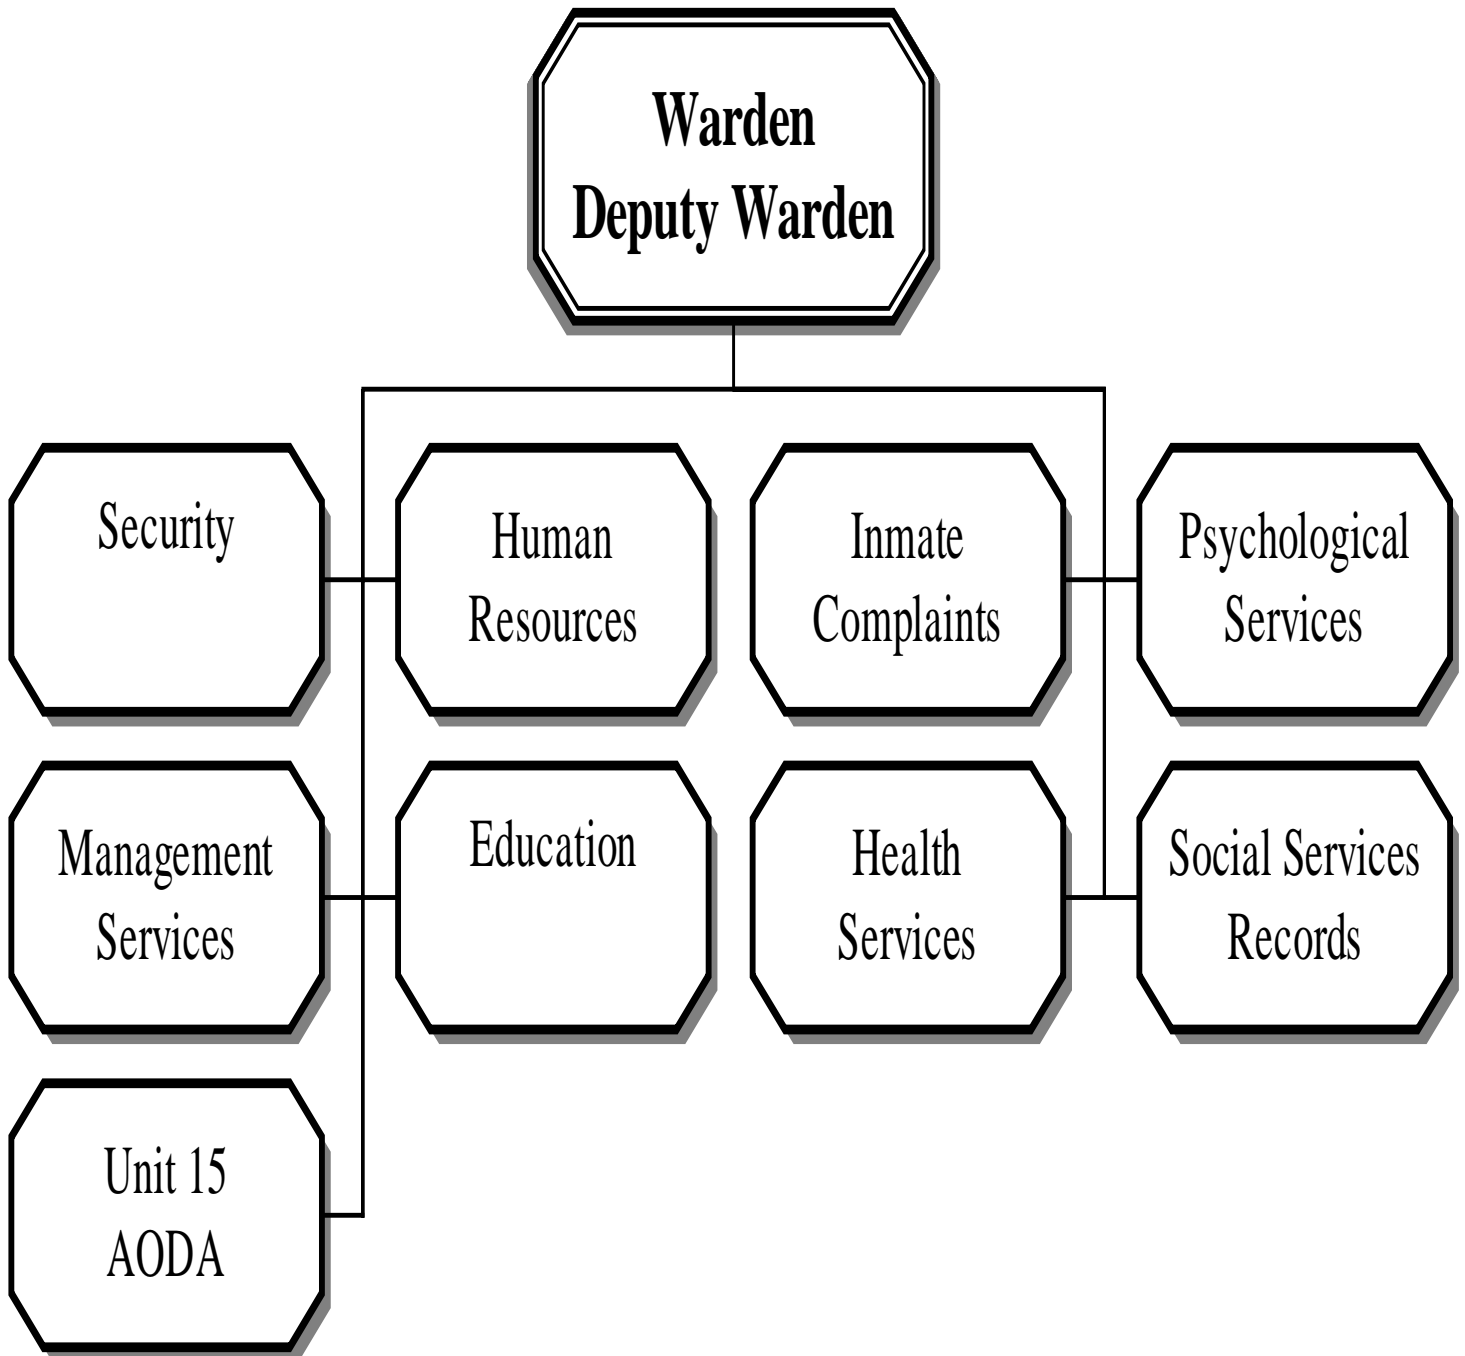 Warden
Deputy Warden
Security
Human
Resources
Inmate
Complaints
Psychological
Services
Management
Services
Education
Health
Services
Social Services
Records
Unit 15
AODA